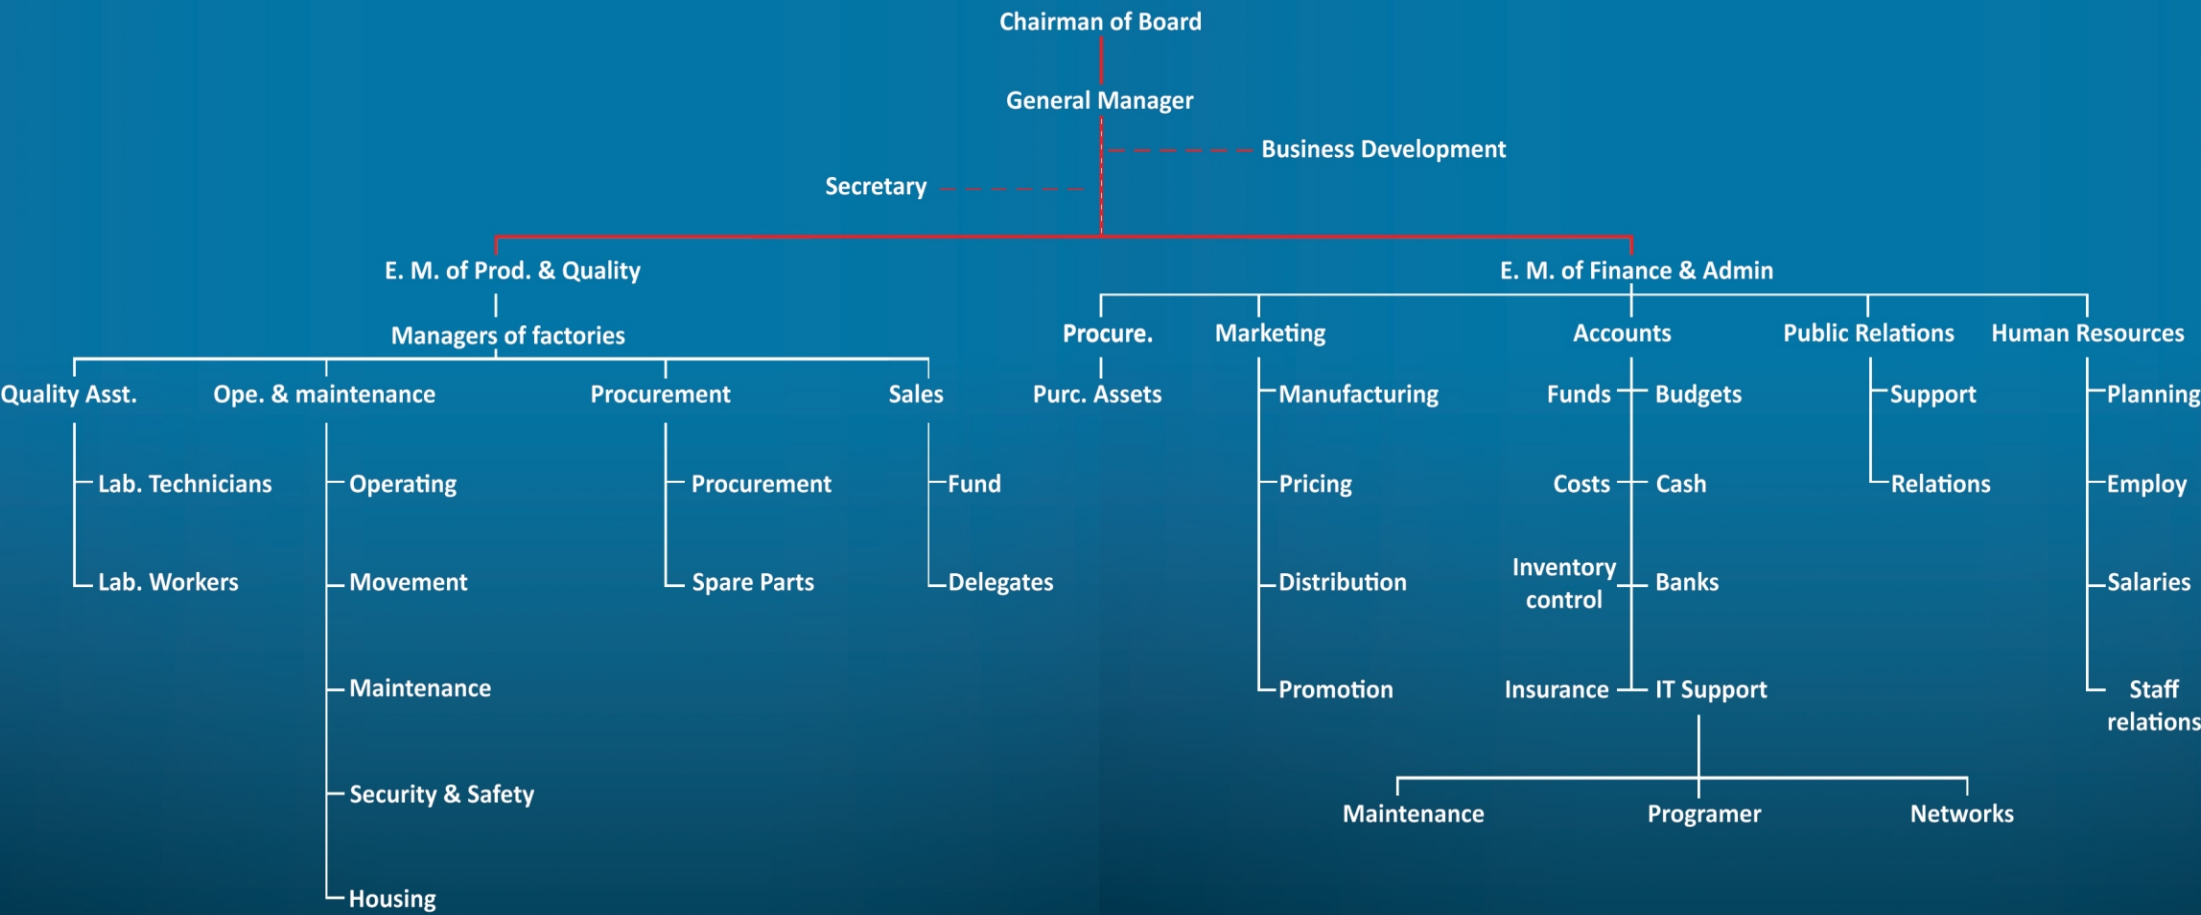 Chairman of Board
General Manager
Business Development
Secretary
E. M. of Prod. & Quality
E. M. of Finance & Admin
Managers of factories
Procure.
Marketing
Accounts
Public Relations
Human Resources
Quality Asst.
Ope. & maintenance
Procurement
Sales
Purc. Assets
Manufacturing
Funds
Budgets
Support
Planning
Lab. Technicians
Operating
Procurement
Fund
Pricing
Costs
Cash
Relations
Employ
Lab. Workers
Movement
Spare Parts
Delegates
Distribution
Inventory
control
Banks
Salaries
Maintenance
Promotion
Insurance
IT Support
Staff
relations
Security & Safety
Maintenance
Programer
Networks
Housing